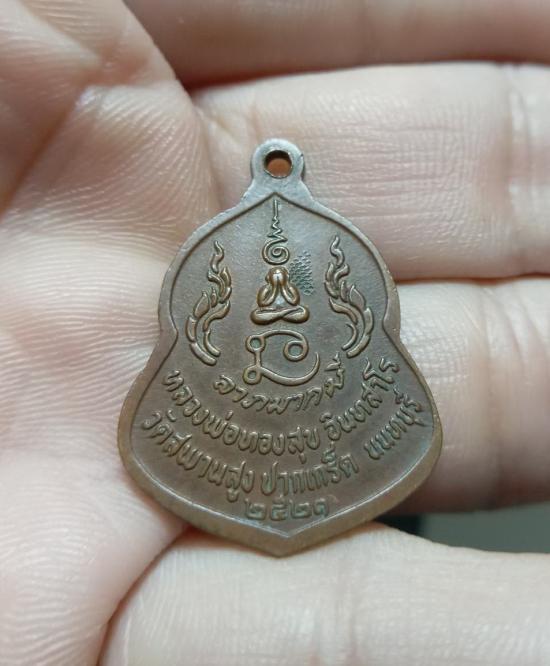 ลาภผลพูนทวี
หลวงพ่อทองสุข อินทสาโร
วัดสพานสูง ปากเกร็ด นนทบุรี
๒๕๒๑